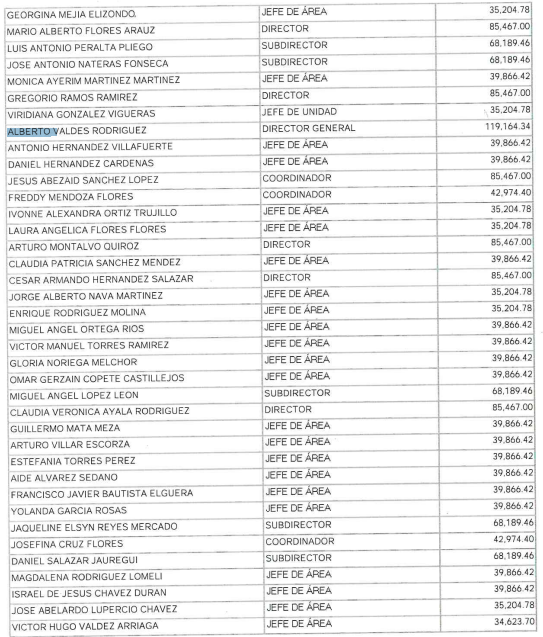 GEORGINA MEJIA ELIZONDO. JEFE DE ÁREA 35,204.78
MARIO ALBERTO FLORES ARAUZ DIRECTOR 85,467.00
LUIS ANTONIO PERALTA PLIEGO SUBDIRECTOR 68,189.46
JOSE ANTONIO NATERAS FONSECA SUBDIRECTOR 68,189.46
MONICA AYERIM MARTINEZ MARTINEZ JEFE DE ÁREA 39,866.42
GREGORIO RAMOS RAMIREZ DIRECTOR 85,467.00
VIRIDIANA GONZALEZ VIGUERAS JEFE DE UNIDAD 35,204.78
ALBERTO VALDES RODRIGUEZ DIRECTOR GENERAL 119,164.34
ANTONIO HERNANDEZ VILLAFUERTE JEFE DE ÁREA 39,866.42
DANIEL HERNANDEZ CARDENAS JEFE DE ÁREA 39,866.42
JESUS ABEZAID SANCHEZ LOPEZ COORDINADOR 85,467.00
FREDDY MENDOZA FLORES COORDINADOR 42,974.40
IVONNE ALEXANDRA ORTIZ TRUJILLO JEFE DE ÁREA 35,204.78
LAURA ANGELICA FLORES FLORES JEFE DE ÁREA 35,204.78
ARTURO MONTALVO QUIROZ DIRECTOR 85,467.00
CLAUDIA PATRICIA SANCHEZ MENDEZ JEFE DE ÁREA 39,866.42
CESAR ARMANDO HERNANDEZ SALAZAR DIRECTOR 85,467.00
JORGE ALBERTO NAVA MARTINEZ JEFE DE ÁREA 35,204.78
ENRIQUE RODRIGUEZ MOLINA JEFE DE ÁREA 35,204.78
MIGUEL ANGEL ORTEGA RIOS JEFE DE ÁREA 39,866.42
VICTOR MANUEL TORRES RAMIREZ JEFE DE ÁREA 39,866.42
GLORIA NORIEGA MELCHOR JEFE DE ÁREA 39,866.42
OMAR GERZAIN COPETE CASTILLEJOS JEFE DE ÁREA 39,866.42
MIGUEL ANGEL LOPEZ LEON SUBDIRECTOR 68,189.46
CLAUDIA VERONICA AYALA RODRIGUEZ DIRECTOR 85,467.00
GUILLERMO MATA MEZA JEFE DE ÁREA 39,866.42
ARTURO VILLAR ESCORZA JEFE DE ÁREA 39,866.42
ESTEFANIA TORRES PEREZ JEFE DE ÁREA 39,866.42
AIDE ALVAREZ SEDANO JEFE DE ÁREA 39,866.42
FRANCISCO JAVIER BAUTISTA ELGUERA JEFE DE ÁREA 39,866.42
YOLANDA GARCIA ROSAS JEFE DE ÁREA 39,866.42
JAQUELINE ELSYN REYES MERCADO SUBDIRECTOR 68,189.46
JOSEFINA CRUZ FLORES COORDINADOR 42,974.40
DANIEL SALAZAR JAUREGUI SUBDIRECTOR 68,189.46
MAGDALENA RODRIGUEZ LOMELI JEFE DE ÁREA 39,866.42
ISRAEL DE JESUS CHAVEZ DURAN JEFE DE ÁREA 39,866.42
JOSE ABELARDO LUPERCIO CHAVEZ JEFE DE ÁREA 35,204.78
VICTOR HUGO VALDEZ ARRIAGA JEFE DE ÁREA 34,623.70